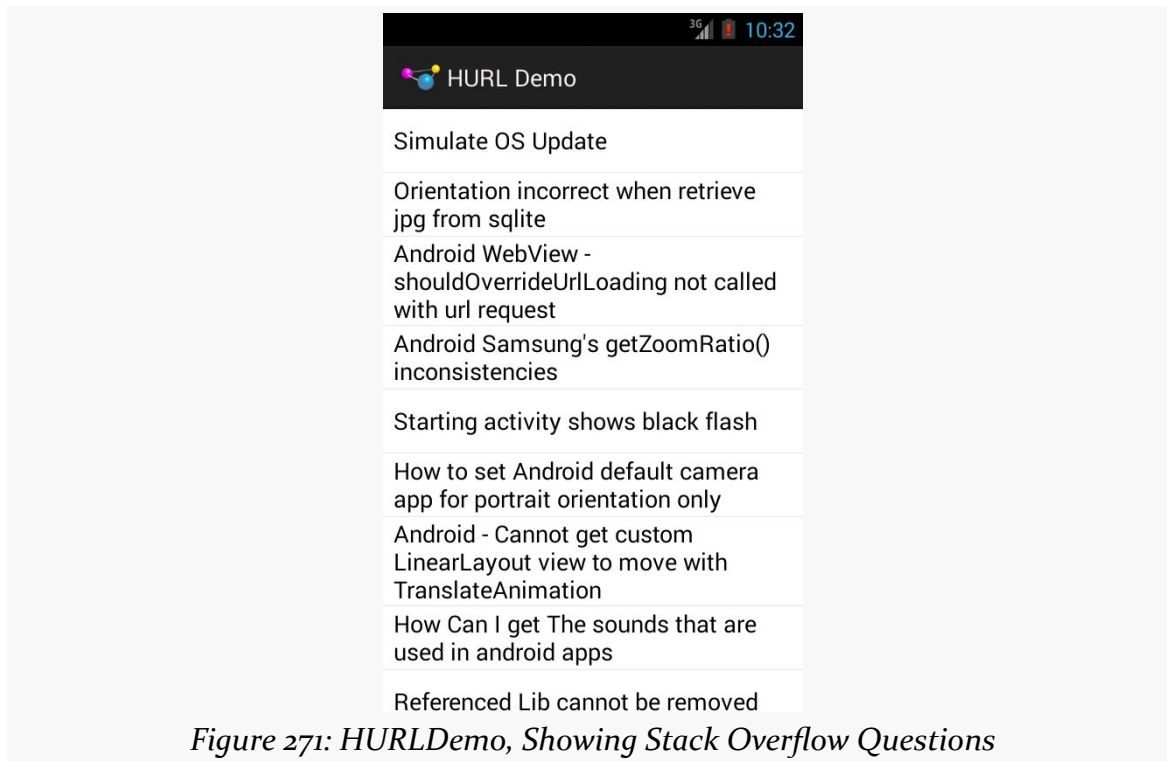 3G 10:32
HURL Demo
Simulate OS Update
Orientation incorrect when retrieve
jpg from sqlite
Android WebView -
shouldOverrideUrlLoading not called
with url request
Android Samsung's getZoomRatio()
inconsistencies
Starting activity shows black flash
How to set Android default camera
app for portrait orientation only
Android - Cannot get custom
LinearLayout view to move with
TranslateAnimation
How Can I get The sounds that are
used in android apps
Referenced Lib cannot be removed
Figure 271: HURLDemo, Showing Stack Overflow Questions